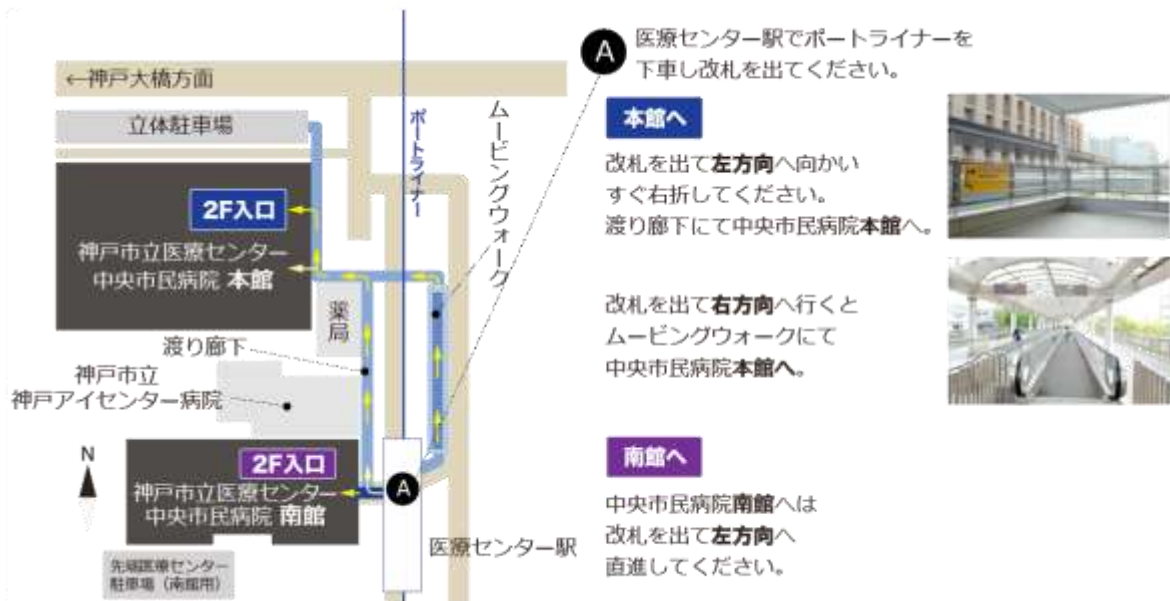 ←神戸大橋方面
立体駐車場
ポートライナー
ムービングウォーク
2F入口
神戸市立医療センター
中央市民病院 本館
薬局
渡り廊下
神戸市立
神戸アイセンター病院
N
2F入口
神戸市立医療センター
中央市民病院 南館
A
医療センター駅
先端医療センター
駐車場（南館用）
A
医療センター駅でポートライナーを
下車し改札を出てください。
本館へ
改札を出て左方向へ向かい
すぐ右折してください。
渡り廊下にて中央市民病院本館へ。
改札を出て右方向へ行くと
ムービングウォークにて
中央市民病院本館へ。
南館へ
中央市民病院南館へは
改札を出て左方向へ
直進してください。